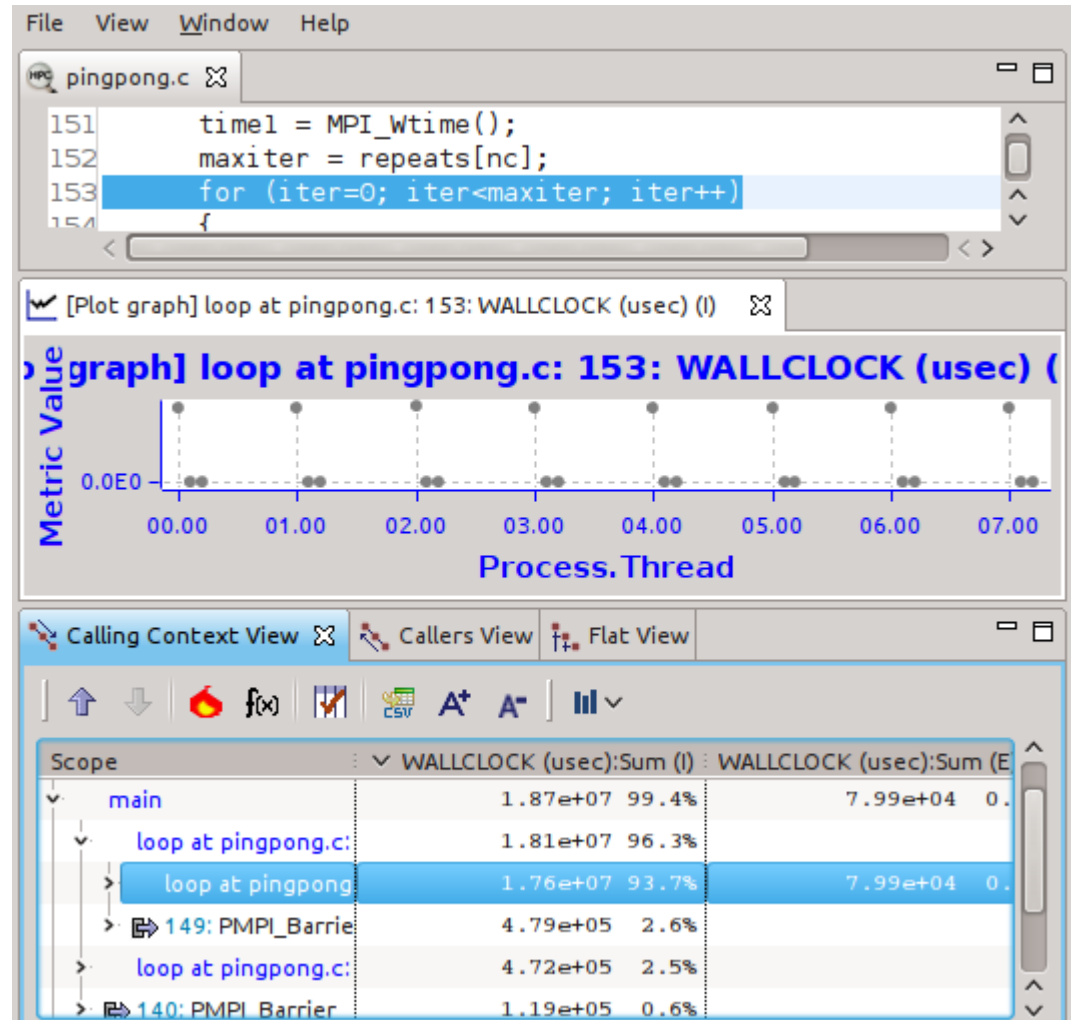 File View Window Help
HPC pingpong.c
151 time1 = MPI_Wtime();
152 maxiter = repeats[nc];
153 for (iter=0; iter<maxiter; iter++)
154 {
[Plot graph] loop at pingpong.c: 153: WALLCLOCK (usec) (I)
graph] loop at pingpong.c: 153: WALLCLOCK (usec) (
Metric Value
0.0E0
00.00 01.00 02.00 03.00 04.00 05.00 06.00 07.00
Process.Thread
Calling Context View Callers View Flat View
f(x) CSV A+ A-
Scope WALLCLOCK (usec):Sum (I) WALLCLOCK (usec):Sum (E
main 1.87e+07 99.4% 7.99e+04 0.
loop at pingpong.c: 1.81e+07 96.3%
loop at pingpong 1.76e+07 93.7% 7.99e+04 0.
149: PMPI_Barrie 4.79e+05 2.6%
loop at pingpong.c: 4.72e+05 2.5%
140: PMPI_Barrier 1.19e+05 0.6%